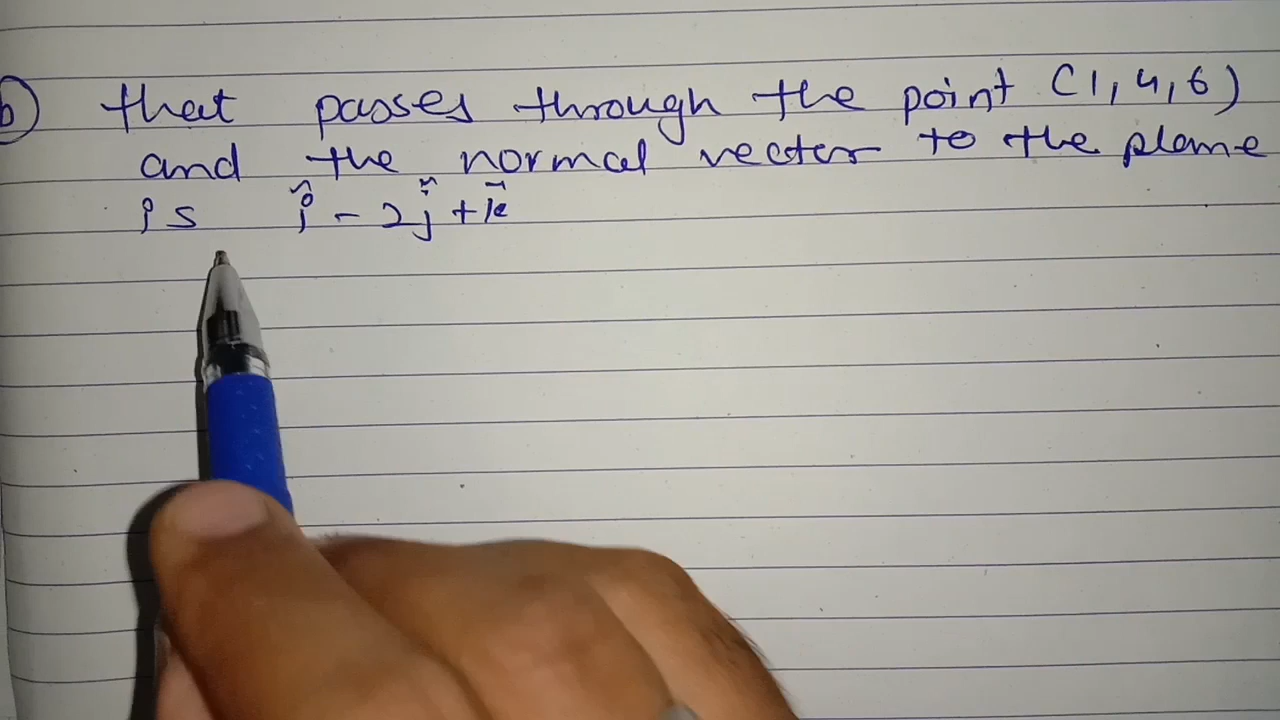 b) that passes through the point (1,4,6)
and the normal vector to the plane
is î - 2ĵ + k̂